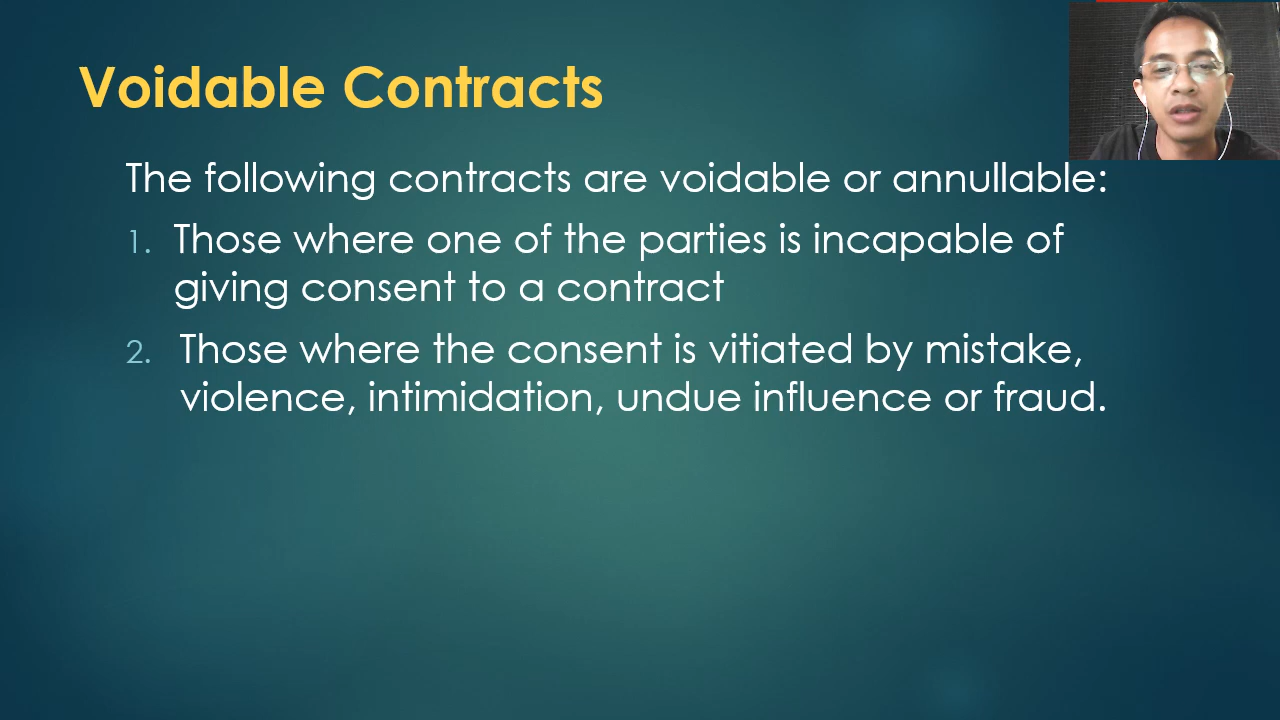 Voidable Contracts
The following contracts are voidable or annullable:
1. Those where one of the parties is incapable of
giving consent to a contract
2. Those where the consent is vitiated by mistake,
violence, intimidation, undue influence or fraud.